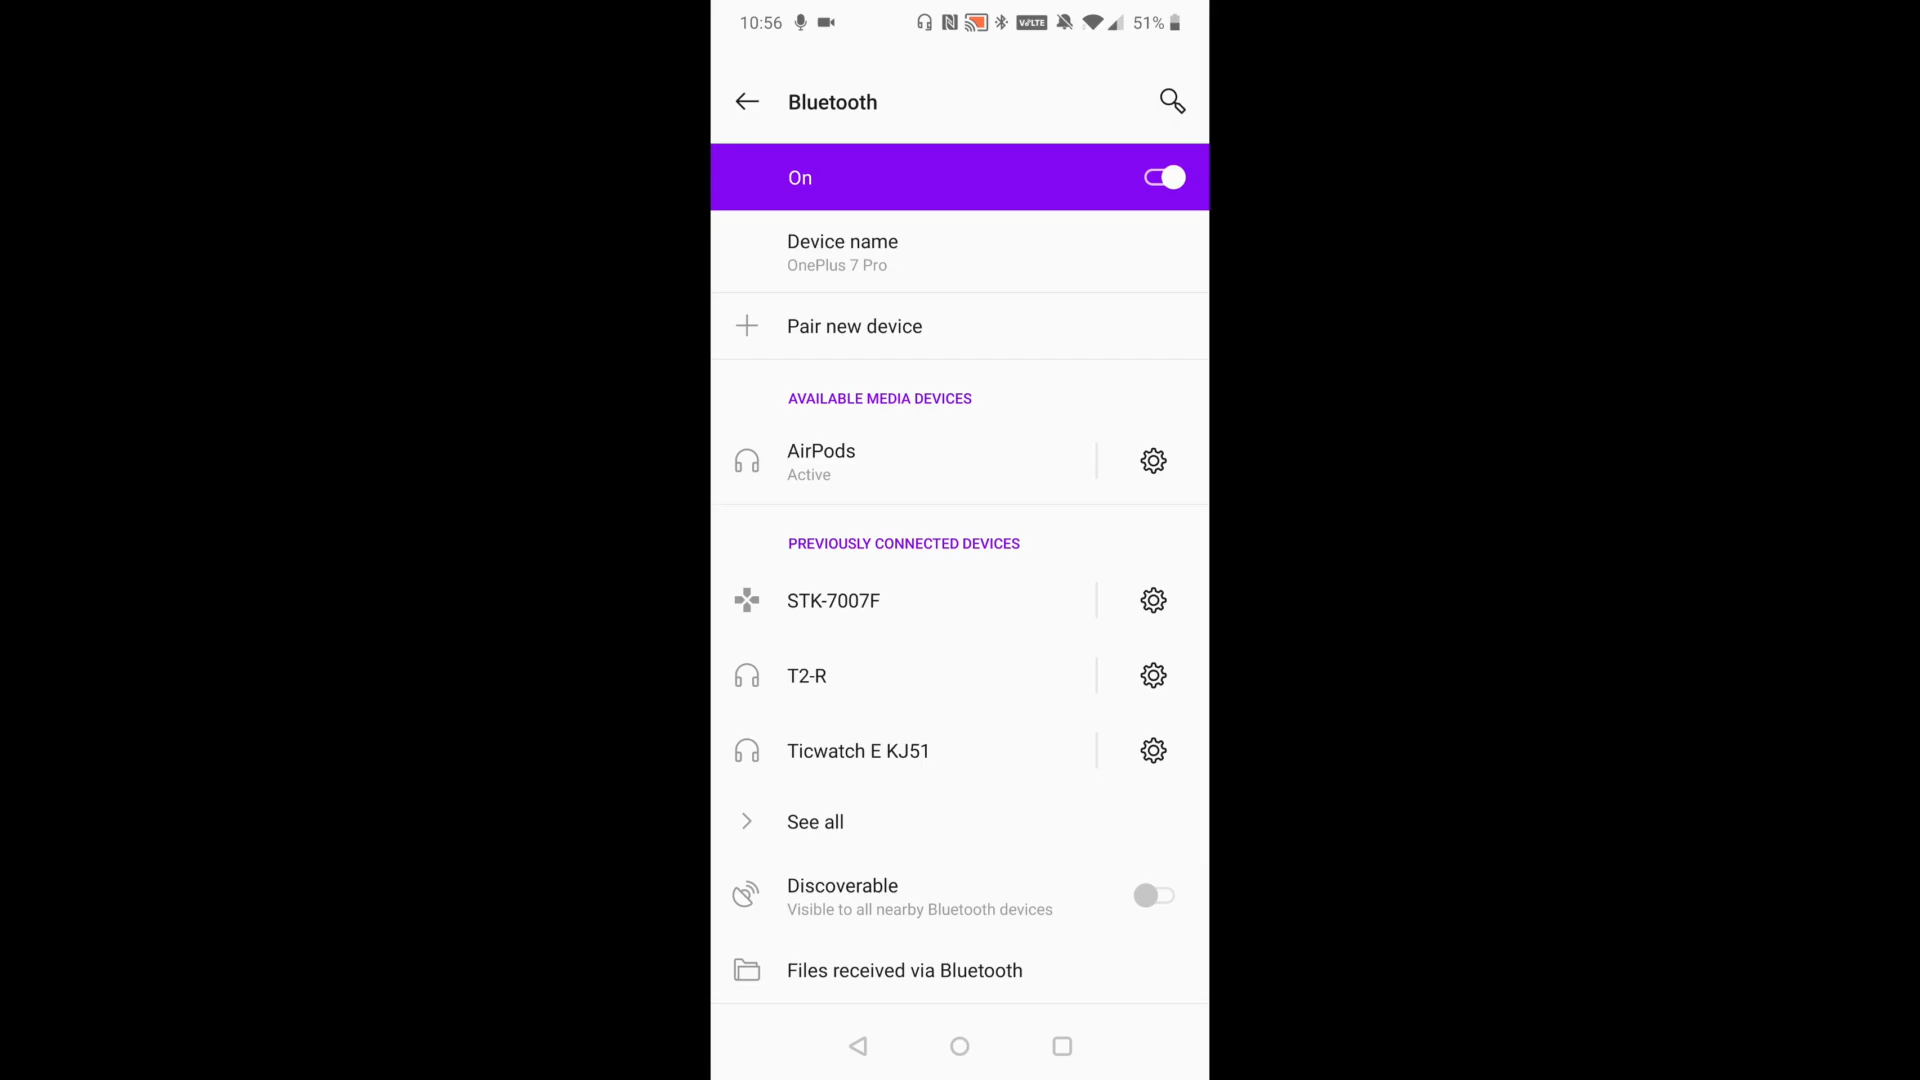 10:56
VoLTE
51%
Bluetooth
On
Device name
OnePlus 7 Pro
Pair new device
AVAILABLE MEDIA DEVICES
AirPods
Active
PREVIOUSLY CONNECTED DEVICES
STK-7007F
T2-R
Ticwatch E KJ51
See all
Discoverable
Visible to all nearby Bluetooth devices
Files received via Bluetooth